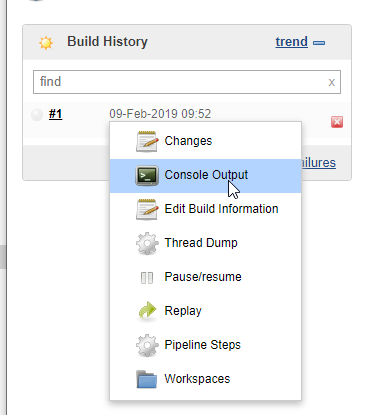 Build History trend
find x
#1 09-Feb-2019 09:52
Changes
Console Output
ilures
Edit Build Information
Thread Dump
Pause/resume
Replay
Pipeline Steps
Workspaces